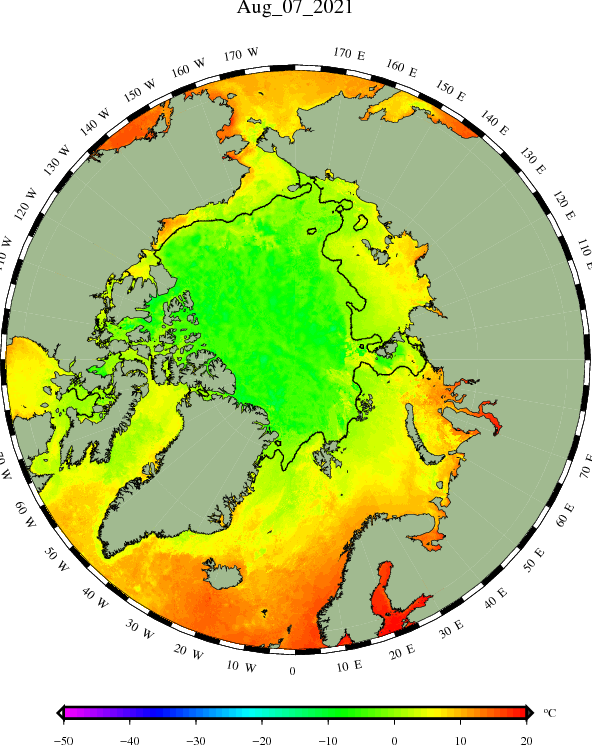 Aug_07_2021
170 W
170 E
160 W
160 E
150 W
150 E
140 W
140 E
130 W
130 E
120 W
120 E
110 E
70 E
60 W
60 E
50 W
50 E
40 W
40 E
30 W
30 E
20 W
20 E
10 W
10 E
0
°C
−50
−40
−30
−20
−10
0
10
20